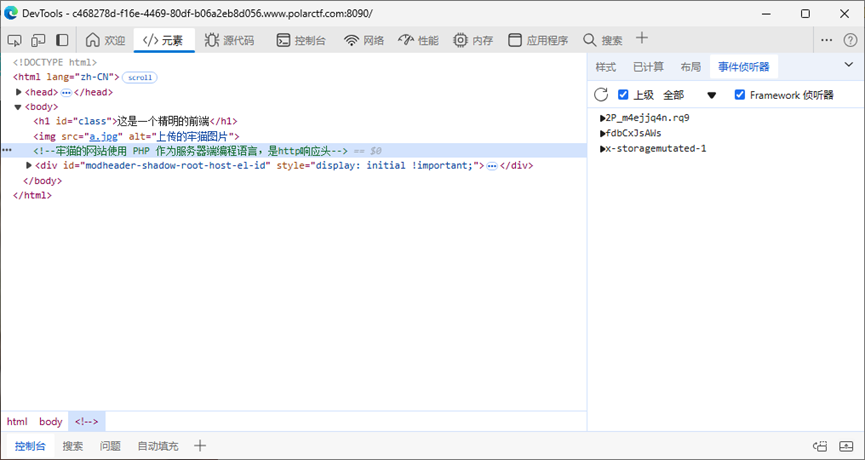 DevTools - c468278d-f16e-4469-80df-b06a2eb8d056.www.polarctf.com:8090/
欢迎 </> 元素 源代码 控制台 网络 性能 内存 应用程序 搜索
<!DOCTYPE html>
<html lang="zh-CN"> scroll
<head> ⋯ </head>
<body>
<h1 id="class">这是一个精明的前端</h1>
<img src="a.jpg" alt="上传的牢猫图片">
<!--牢猫的网站使用 PHP 作为服务器端编程语言，是http响应头--> == $0
<div id="modheader-shadow-root-host-el-id" style="display: initial !important;"> ⋯ </div>
</body>
</html>
样式 已计算 布局 事件侦听器
上级 全部 Framework 侦听器
2P_m4ejjq4n.rq9
fdbCxJsAWs
x-storagemutated-1
html body <!-->
控制台 搜索 问题 自动填充